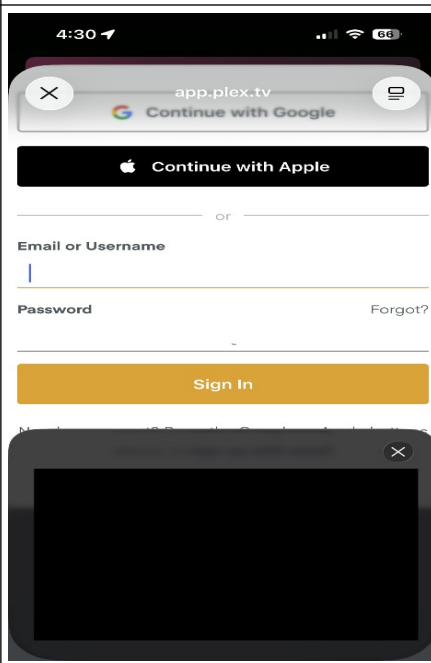 4:30
66
app.plex.tv
Continue with Google
Continue with Apple
or
Email or Username
Password Forgot?
Sign In